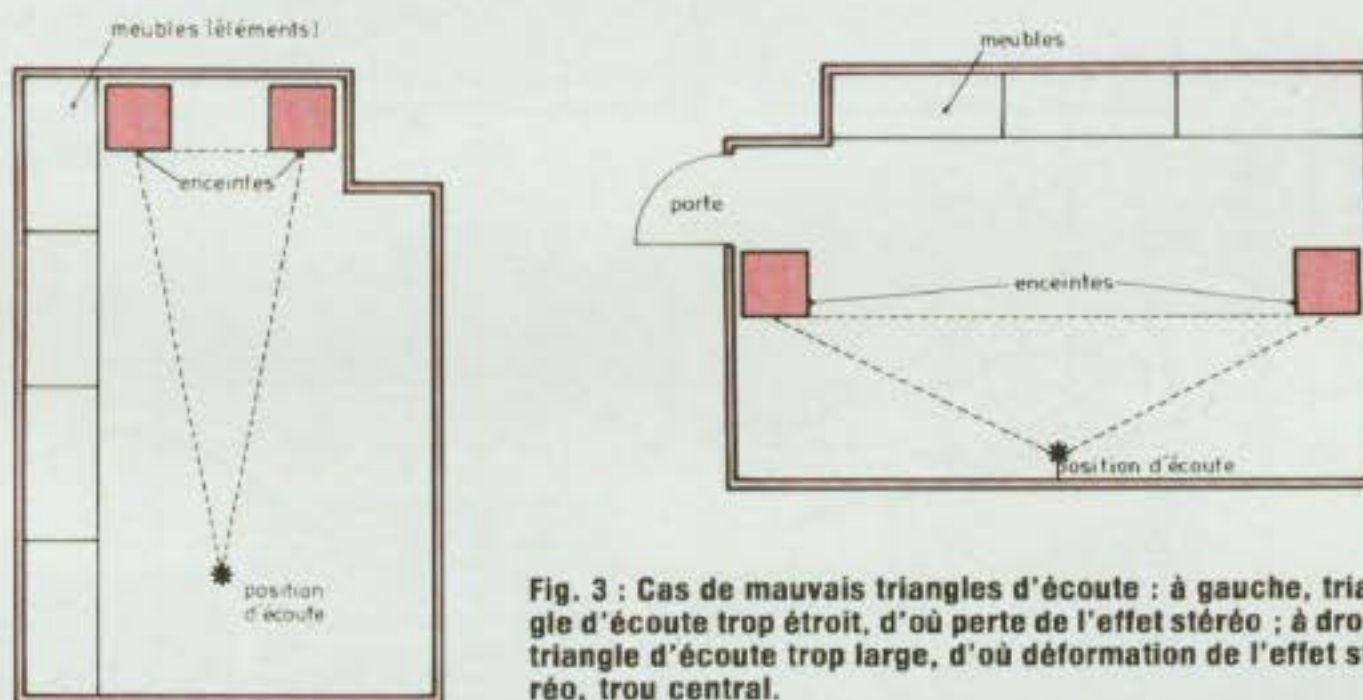 meubles (éléments)
enceintes
position
d'écoute
meubles
porte
enceintes
position d'écoute
Fig. 3 : Cas de mauvais triangles d'écoute : à gauche, trian
gle d'écoute trop étroit, d'où perte de l'effet stéréo ; à dro
triangle d'écoute trop large, d'où déformation de l'effet st
réo, trou central.